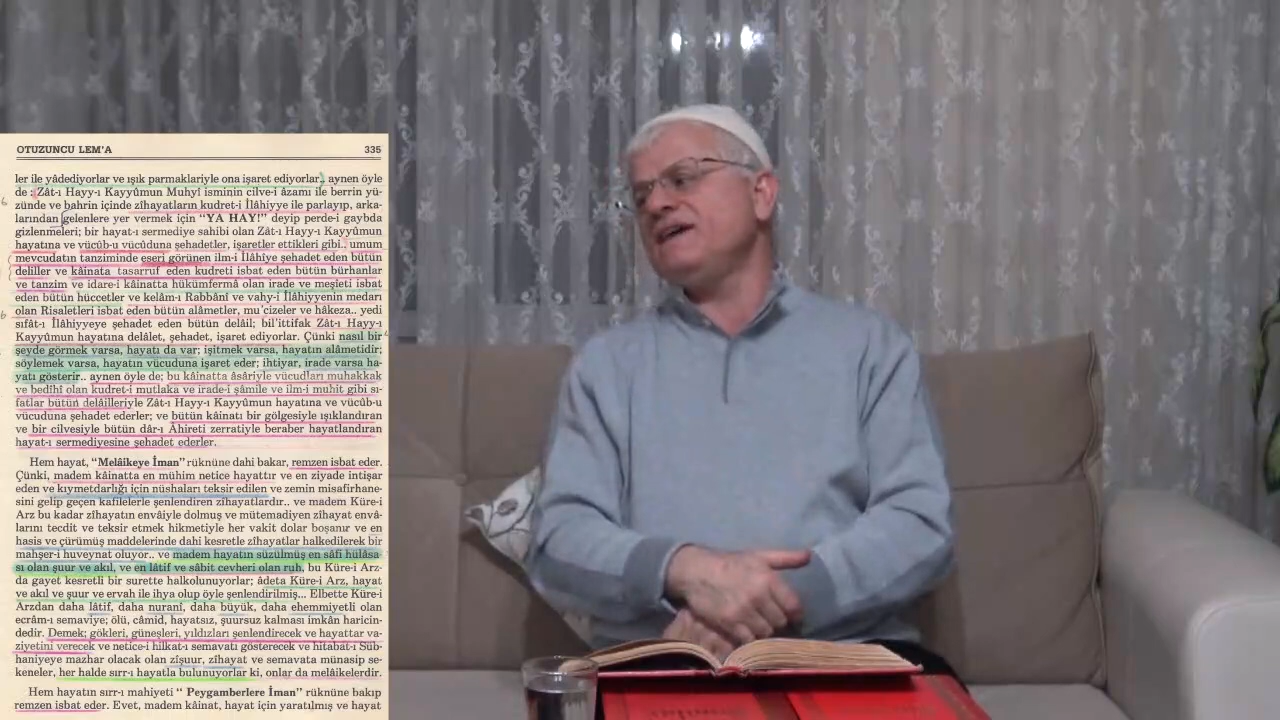 OTUZUNCU LEM'A 335
ler ile yâdediyorlar ve ışık parmaklariyle ona işaret ediyorlar, aynen öyle
de : Zât-ı Hayy-ı Kayyûmun Muhyî isminin cilve-i âzamı ile berrin yü-
zünde ve bahrin içinde zîhayatların kudret-i İlâhiyye ile parlayıp, arka-
larından gelenlere yer vermek için "YA HAY!" deyip perde-i gaybda
gizlenmeleri; bir hayat-ı sermediye sahibi olan Zât-ı Hayy-ı Kayyûmun
hayatına ve vücûb-u vücûduna şehadetler, işaretler ettikleri gibi.. umum
mevcudatın tanziminde eseri görünen ilm-i İlâhîye şehadet eden bütün
deliller ve kâinata tasarruf eden kudreti isbat eden bütün bürhanlar
ve tanzim ve idare-i kâinatta hükümfermâ olan irade ve meşieti isbat
eden bütün hüccetler ve kelâm-ı Rabbânî ve vahy-i İlâhiyyenin medarı
olan Risaletleri isbat eden bütün alâmetler, mu'cizeler ve hâkeza.. yedi
sıfât-ı İlâhiyyeye şehadet eden bütün delâil; bil'ittifak Zât-ı Hayy-ı
Kayyûmun hayatına delâlet, şehadet, işaret ediyorlar. Çünki nasıl bir
şeyde görmek varsa, hayatı da var; işitmek varsa, hayatın alâmetidir;
söylemek varsa, hayatın vücuduna işaret eder; ihtiyar, irade varsa ha-
yatı gösterir.. aynen öyle de; bu kâinatta âsâriyle vücudları muhakkak
ve bedîhî olan kudret-i mutlaka ve irade-i şâmile ve ilm-i muhit gibi sı-
fatlar bütün delâilleriyle Zât-ı Hayy-ı Kayyûmun hayatına ve vücûb-u
vücuduna şehadet ederler; ve bütün kâinatı bir gölgesiyle ışıklandıran
ve bir cilvesiyle bütün dâr-ı Âhireti zerratiyle beraber hayatlandıran
hayat-ı sermediyesine şehadet ederler.
Hem hayat, "Melâikeye İman" rüknüne dahi bakar, remzen isbat eder.
Çünki, madem kâinatta en mühim netice hayattır ve en ziyade intişar
eden ve kıymetdarlığı için nüshaları teksir edilen ve zemin misafirhane-
sini gelip geçen kafilelerle şenlendiren zîhayatlardır.. ve madem Küre-i
Arz bu kadar zîhayatın envâiyle dolmuş ve mütemadiyen zîhayat envâ-
larını tecdit ve teksir etmek hikmetiyle her vakit dolar boşanır ve en
hasis ve çürümüş maddelerinde dahi kesretle zîhayatlar halkedilerek bir
mahşer-i huveynat oluyor.. ve madem hayatın süzülmüş en sâfî hülâsa-
sı olan şuur ve akıl, ve en lâtif ve sâbit cevheri olan ruh, bu Küre-i Arz-
da gayet kesretli bir surette halkolunuyorlar; âdeta Küre-i Arz, hayat
ve akıl ve şuur ve ervah ile ihya olup öyle şenlendirilmiş... Elbette Küre-i
Arzdan daha lâtif, daha nuranî, daha büyük, daha ehemmiyetli olan
ecrâm-ı semaviye; ölü, câmid, hayatsız, şuursuz kalması imkân haricin-
dedir. Demek; gökleri, güneşleri, yıldızları şenlendirecek ve hayattar va-
ziyetini verecek ve netice-i hilkat-ı semavatı gösterecek ve hitabat-ı Süb-
haniyeye mazhar olacak olan zîşuur, zîhayat ve semavata münasip se-
keneler, her halde sırr-ı hayatla bulunuyorlar ki, onlar da melâikelerdir.
Hem hayatın sırr-ı mahiyeti " Peygamberlere İman" rüknüne bakıp
remzen isbat eder. Evet, madem kâinat, hayat için yaratılmış ve hayat